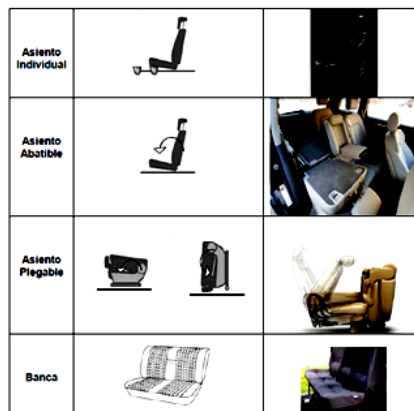 Asiento
Individual
Asiento
Abatible
Asiento
Plegable
Banca